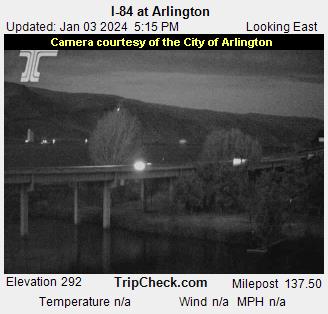 I-84 at Arlington
Updated: Jan 03 2024 5:15 PM Looking East
Camera courtesy of the City of Arlington
Elevation 292 TripCheck.com Milepost 137.50
Temperature n/a Wind n/a MPH n/a